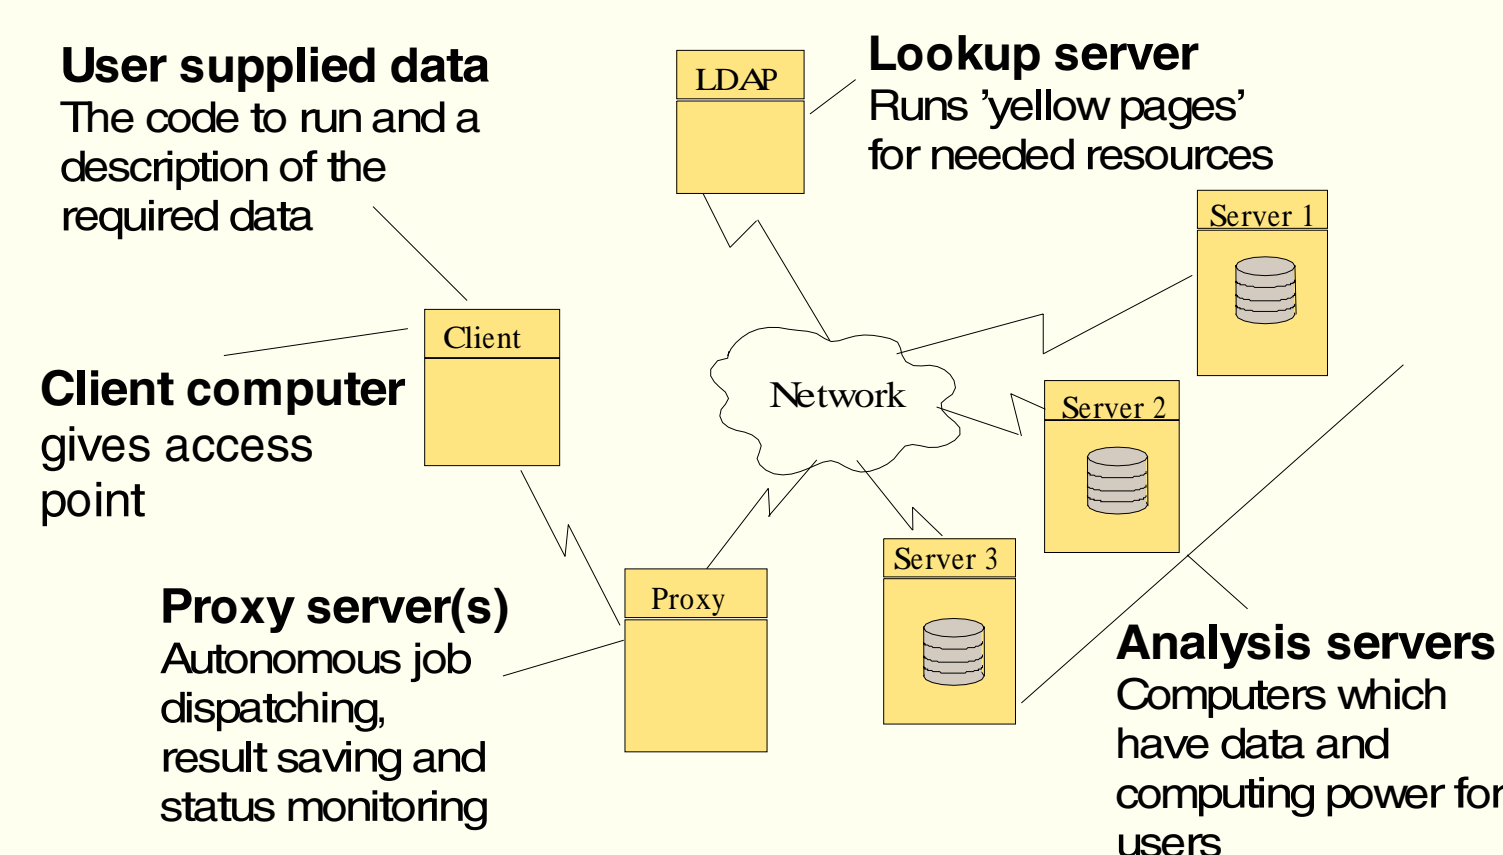 User supplied data
The code to run and a
description of the
required data
LDAP
Lookup server
Runs 'yellow pages'
for needed resources
Server 1
Client
Client computer
gives access
point
Network
Server 2
Server 3
Proxy
Proxy server(s)
Autonomous job
dispatching,
result saving and
status monitoring
Analysis servers
Computers which
have data and
computing power for
users